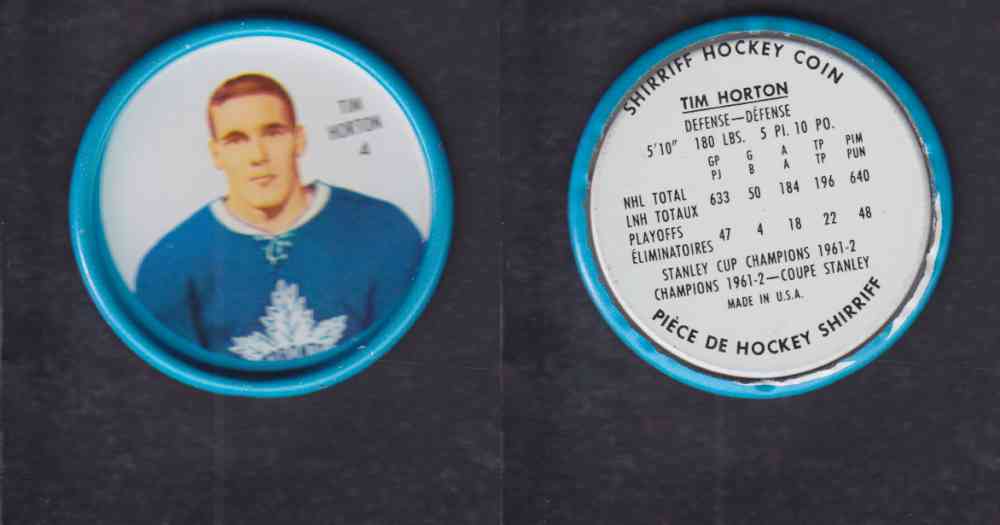 TIM
HORTON
4
SHIRRIFF HOCKEY COIN
TIM HORTON
DEFENSE—DÉFENSE
5'10" 180 LBS. 5 PI. 10 PO.
GP G A TP PIM
PJ B A TP PUN
NHL TOTAL
LNH TOTAUX 633 50 184 196 640
PLAYOFFS
ÉLIMINATOIRES 47 4 18 22 48
STANLEY CUP CHAMPIONS 1961-2
CHAMPIONS 1961-2—COUPE STANLEY
MADE IN U.S.A.
PIÈCE DE HOCKEY SHIRRIFF